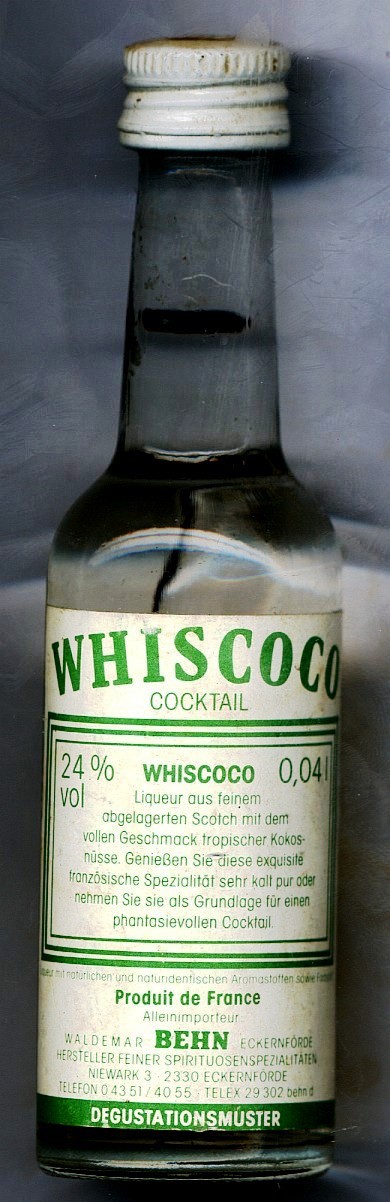 WHISCOCO
COCKTAIL
24% WHISCOCO 0,04l
vol Liqueur aus feinem
abgelagerten Scotch mit dem
vollen Geschmack tropischer Kokos-
nüsse. Genießen Sie diese exquisite
französische Spezialität sehr kalt pur oder
nehmen Sie sie als Grundlage für einen
phantasievollen Cocktail.
mit natürlichen und naturidentischen Aromastoffen sowie
Produit de France
Alleinimporteur:
WALDEMAR BEHN ECKERNFÖRDE
HERSTELLER FEINER SPIRITUOSENSPEZIALITÄTEN
NIEWARK 3 · 2330 ECKERNFÖRDE
TELEFON 0 43 51 / 40 55 · TELEX 29 302 behn d
DEGUSTATIONSMUSTER